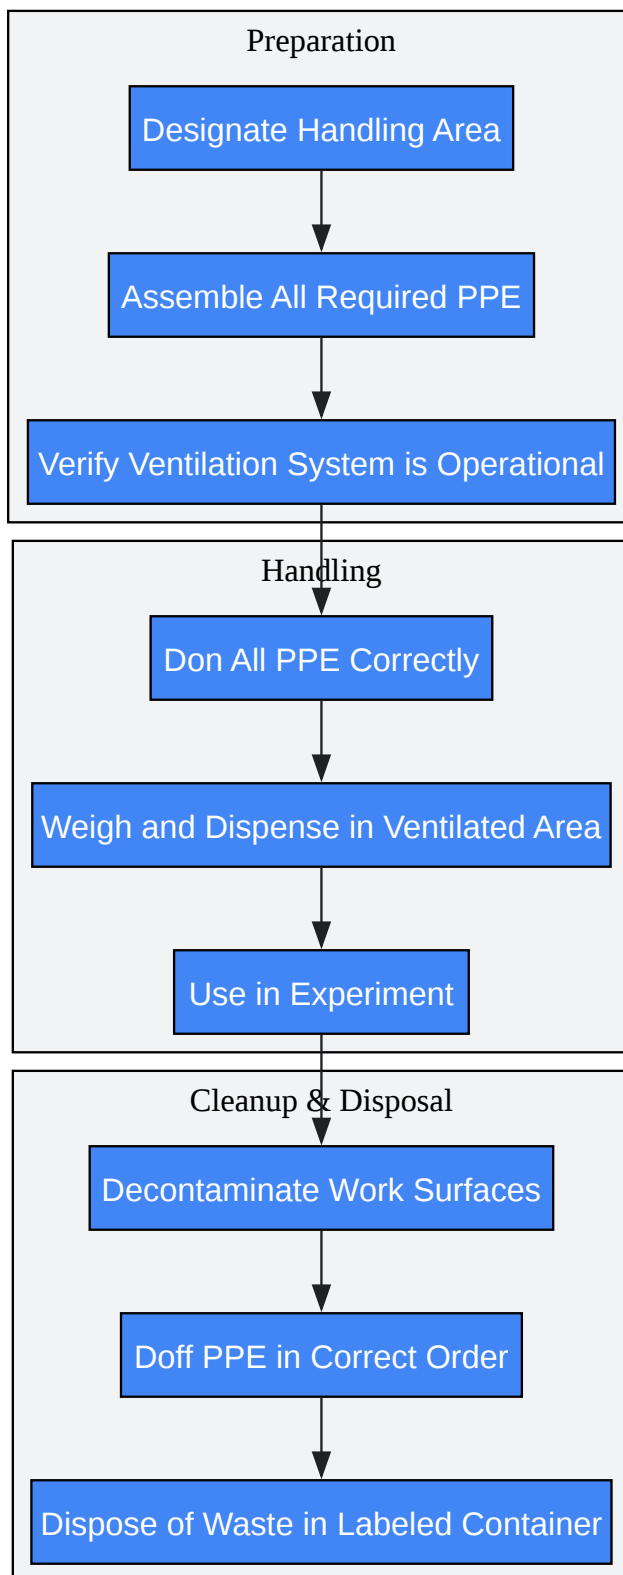 Preparation
Designate Handling Area
Assemble All Required PPE
Verify Ventilation System is Operational
Handling
Don All PPE Correctly
Weigh and Dispense in Ventilated Area
Use in Experiment
Cleanup & Disposal
Decontaminate Work Surfaces
Doff PPE in Correct Order
Dispose of Waste in Labeled Container